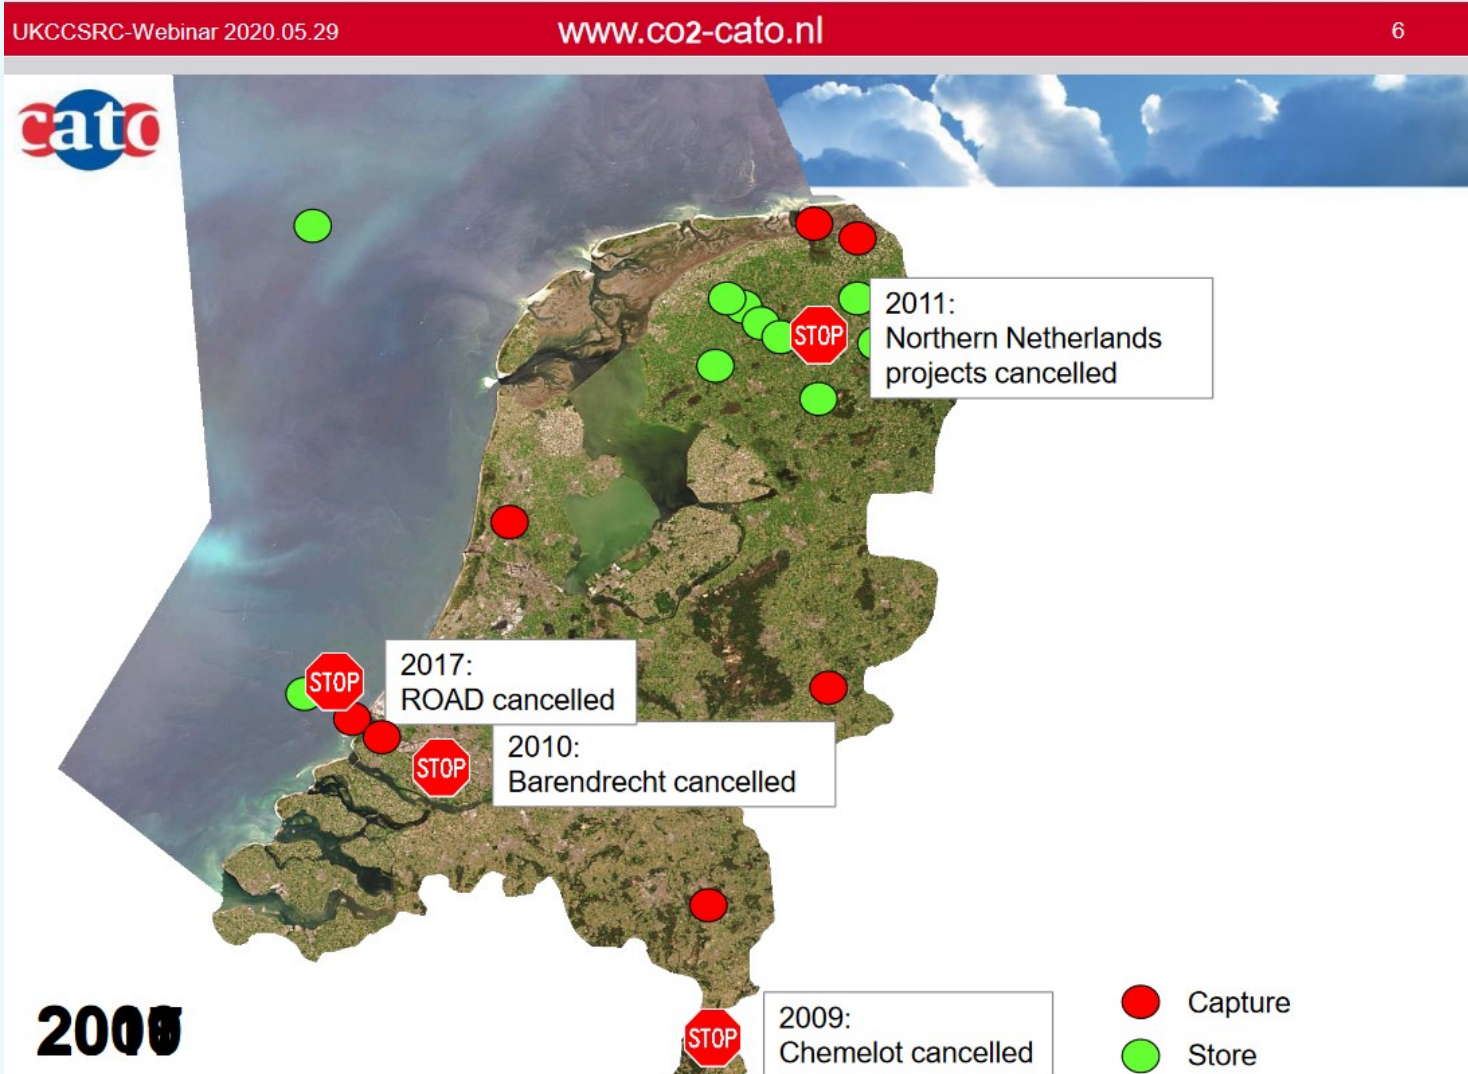 UKCCSRC-Webinar 2020.05.29
www.co2-cato.nl
6
cato
2011:
Northern Netherlands
projects cancelled
STOP
2017:
ROAD cancelled
STOP
2010:
Barendrecht cancelled
STOP
2009:
Chemelot cancelled
STOP
Capture
Store